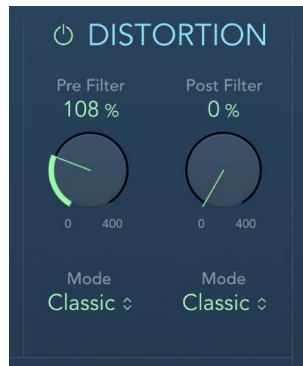 DISTORTION
Pre Filter Post Filter
108 % 0 %
0 400 0 400
Mode Mode
Classic Classic